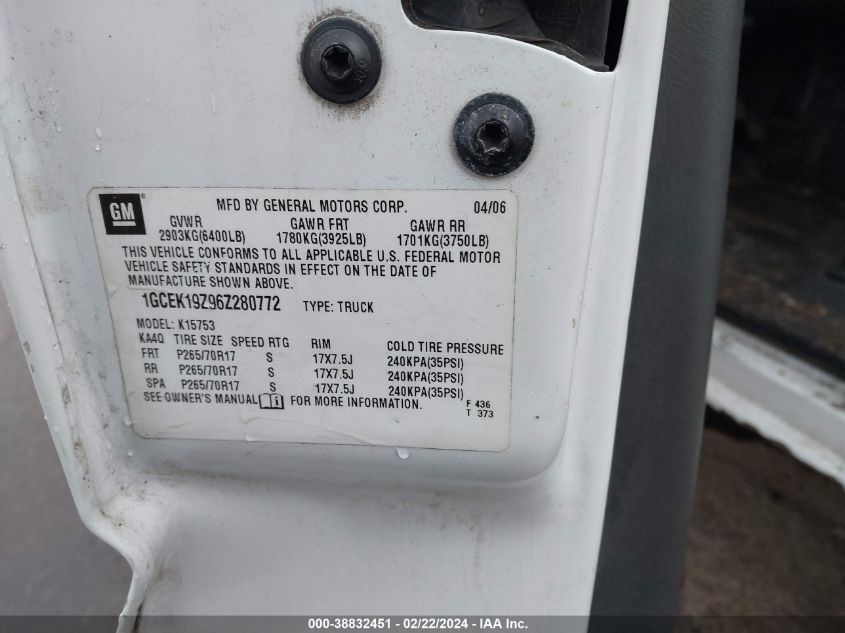 GM
MFD BY GENERAL MOTORS CORP. 04/06
GVWR GAWR FRT GAWR RR
2903KG(6400LB) 1780KG(3925LB) 1701KG(3750LB)
THIS VEHICLE CONFORMS TO ALL APPLICABLE U.S. FEDERAL MOTOR
VEHICLE SAFETY STANDARDS IN EFFECT ON THE DATE OF
MANUFACTURE SHOWN ABOVE.
1GCEK19Z96Z280772 TYPE: TRUCK
MODEL: K15753
KA4Q TIRE SIZE SPEED RTG RIM COLD TIRE PRESSURE
FRT P265/70R17 S 17X7.5J 240KPA(35PSI)
RR P265/70R17 S 17X7.5J 240KPA(35PSI)
SPA P265/70R17 S 17X7.5J 240KPA(35PSI)
SEE OWNER'S MANUAL i FOR MORE INFORMATION. F 436
T 373
000-38832451 - 02/22/2024 - IAA Inc.